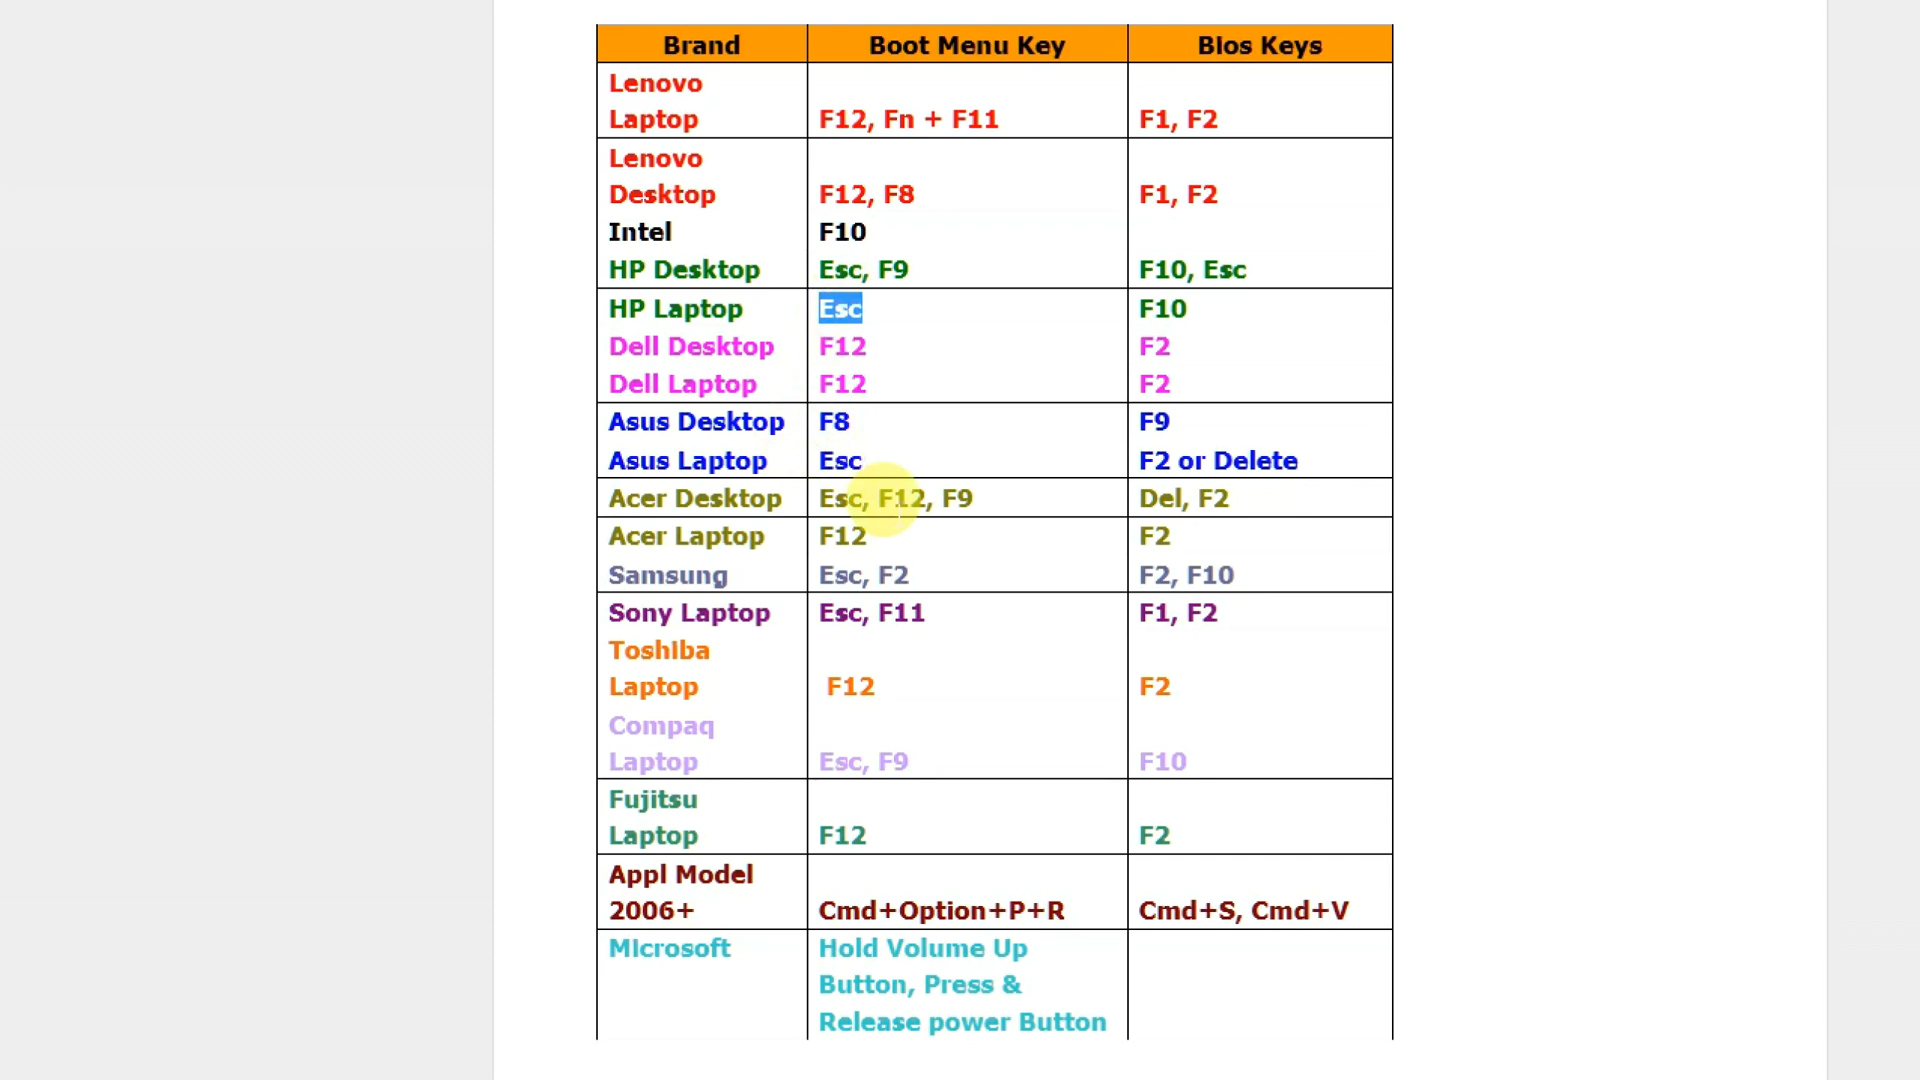 Brand Boot Menu Key BIos Keys
Lenovo
Laptop F12, Fn + F11 F1, F2
Lenovo
Desktop F12, F8 F1, F2
Intel F10
HP Desktop Esc, F9 F10, Esc
HP Laptop Esc F10
Dell Desktop F12 F2
Dell Laptop F12 F2
Asus Desktop F8 F9
Asus Laptop Esc F2 or Delete
Acer Desktop Esc, F12, F9 Del, F2
Acer Laptop F12 F2
Samsung Esc, F2 F2, F10
Sony Laptop Esc, F11 F1, F2
ToshIba
Laptop F12 F2
Compaq
Laptop Esc, F9 F10
Fujitsu
Laptop F12 F2
Appl Model
2006+ Cmd+Option+P+R Cmd+S, Cmd+V
MIcrosoft Hold Volume Up
Button, Press &
Release power Button